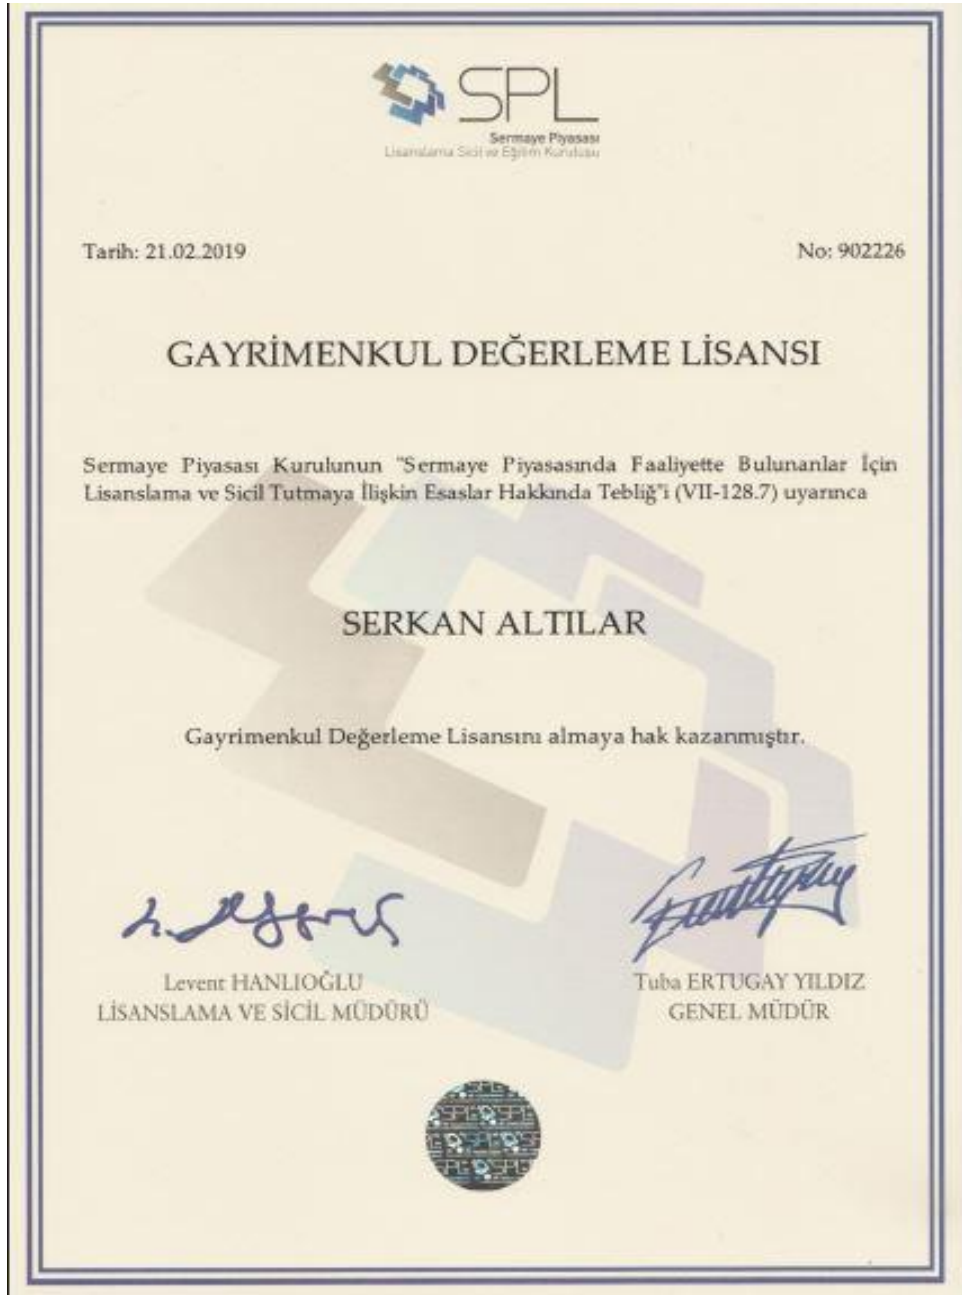 SPL
Sermaye Piyasası
Lisanslama Sicil ve Eğitim Kuruluşu
Tarih: 21.02.2019
No: 902226
GAYRİMENKUL DEĞERLEME LİSANSI
Sermaye Piyasası Kurulunun "Sermaye Piyasasında Faaliyette Bulunanlar İçin
Lisanslama ve Sicil Tutmaya İlişkin Esaslar Hakkında Tebliğ"i (VII-128.7) uyarınca
SERKAN ALTILAR
Gayrimenkul Değerleme Lisansını almaya hak kazanmıştır.
Levent HANLIOĞLU
LİSANSLAMA VE SİCİL MÜDÜRÜ
Tuba ERTUGAY YILDIZ
GENEL MÜDÜR